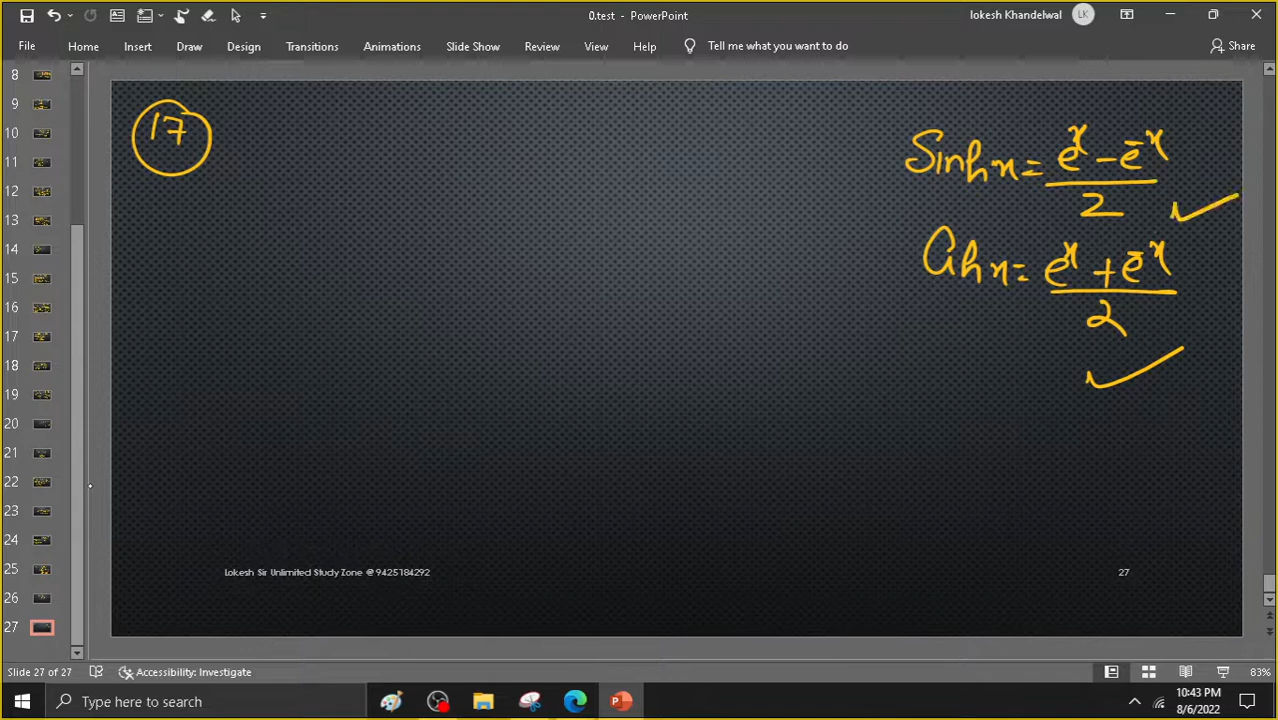 0.test - PowerPoint
lokesh Khandelwal LK
File Home Insert Draw Design Transitions Animations Slide Show Review View Help Tell me what you want to do Share
8
9
10
11
12
13
14
15
16
17
18
19
20
21
22
23
24
25
26
27
17
Sinhx = (e^x - e^-x)/2 ✓
Chx = (e^x + e^-x)/2
✓
Lokesh Sir Unlimited Study Zone @ 9425184292
27
Slide 27 of 27 Accessibility: Investigate 83%
Type here to search
10:43 PM
8/6/2022